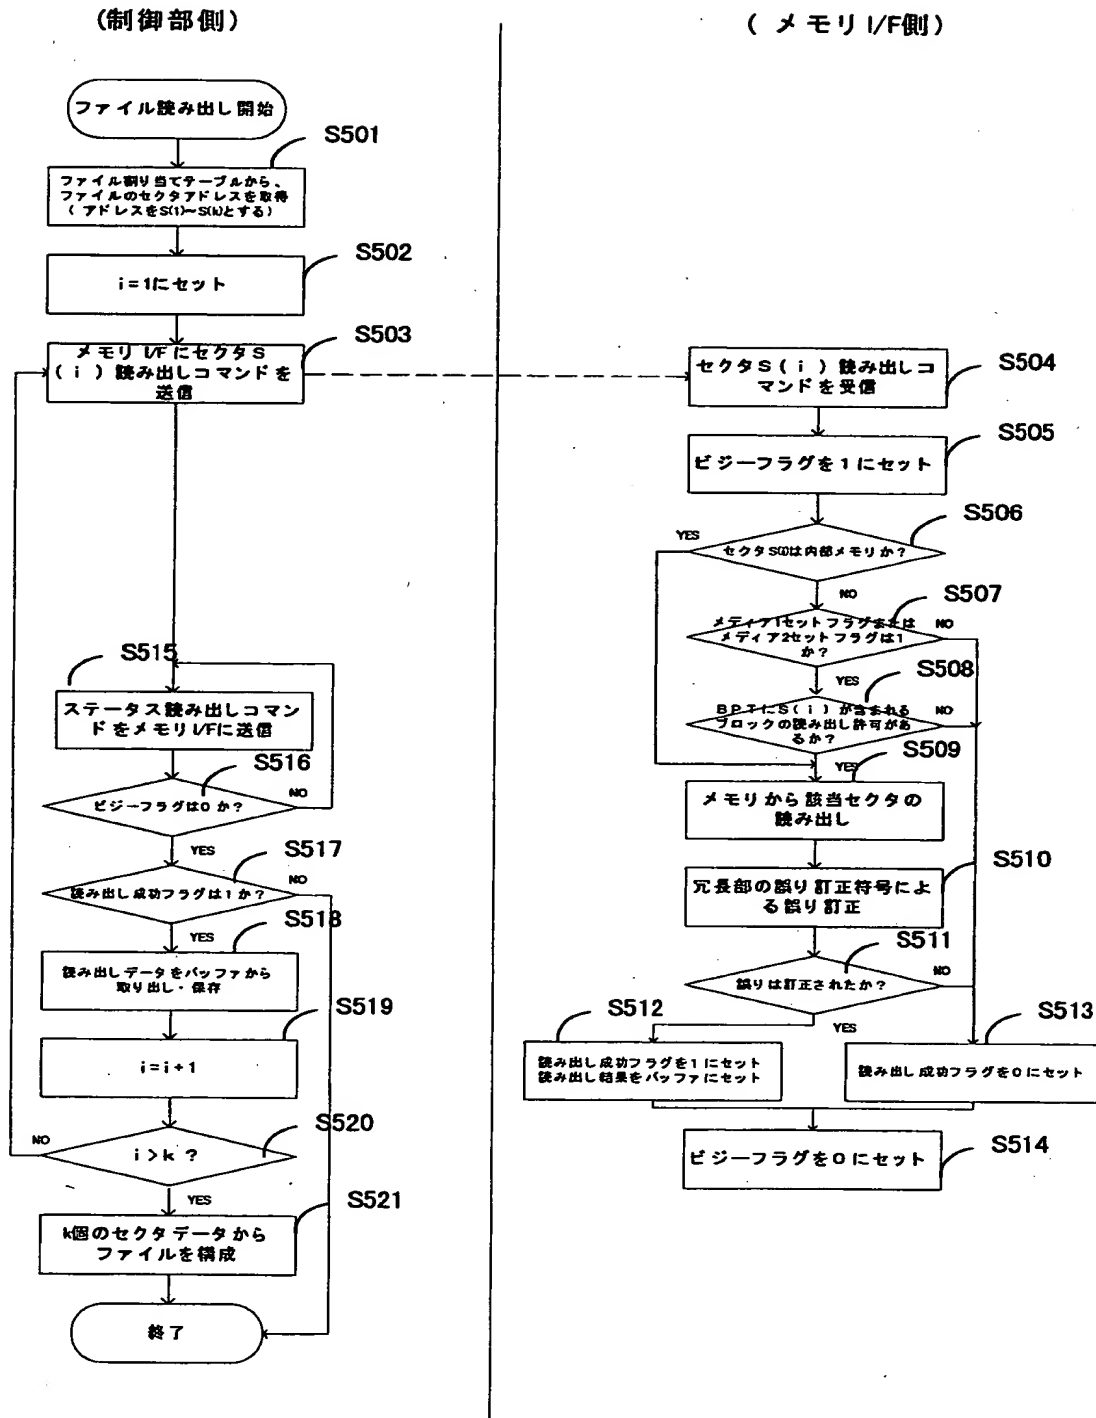 (制御部側)
ファイル読み出し開始
S501
ファイル割り当てテーブルから、
ファイルのセクタアドレスを取得
(アドレスをS(1)~S(k)とする)
S502
i=1にセット
S503
メモリI/FにセクタS
(i)読み出しコマンドを
送信
S515
ステータス読み出しコマン
ドをメモリI/Fに送信
S516
ビジーフラグは0か?
NO
YES
S517
読み出し成功フラグは1か?
NO
YES
S518
読み出しデータをバッファから
取り出し・保存
S519
i=i+1
S520
i>k?
NO
YES
S521
k個のセクタデータから
ファイルを構成
終了
(メモリI/F側)
S504
セクタS(i)読み出しコ
マンドを受信
S505
ビジーフラグを1にセット
S506
セクタS(i)は内部メモリか?
YES
NO
S507
メディア1セットフラグまたは
メディア2セットフラグは1
か?
NO
YES
S508
BPTにS(i)が含まれる
ブロックの読み出し許可があ
るか?
NO
YES
S509
メモリから該当セクタの
読み出し
S510
冗長部の誤り訂正符号によ
る誤り訂正
S511
誤りは訂正されたか?
NO
YES
S512
読み出し成功フラグを1にセット
読み出し結果をバッファにセット
S513
読み出し成功フラグを0にセット
S514
ビジーフラグを0にセット